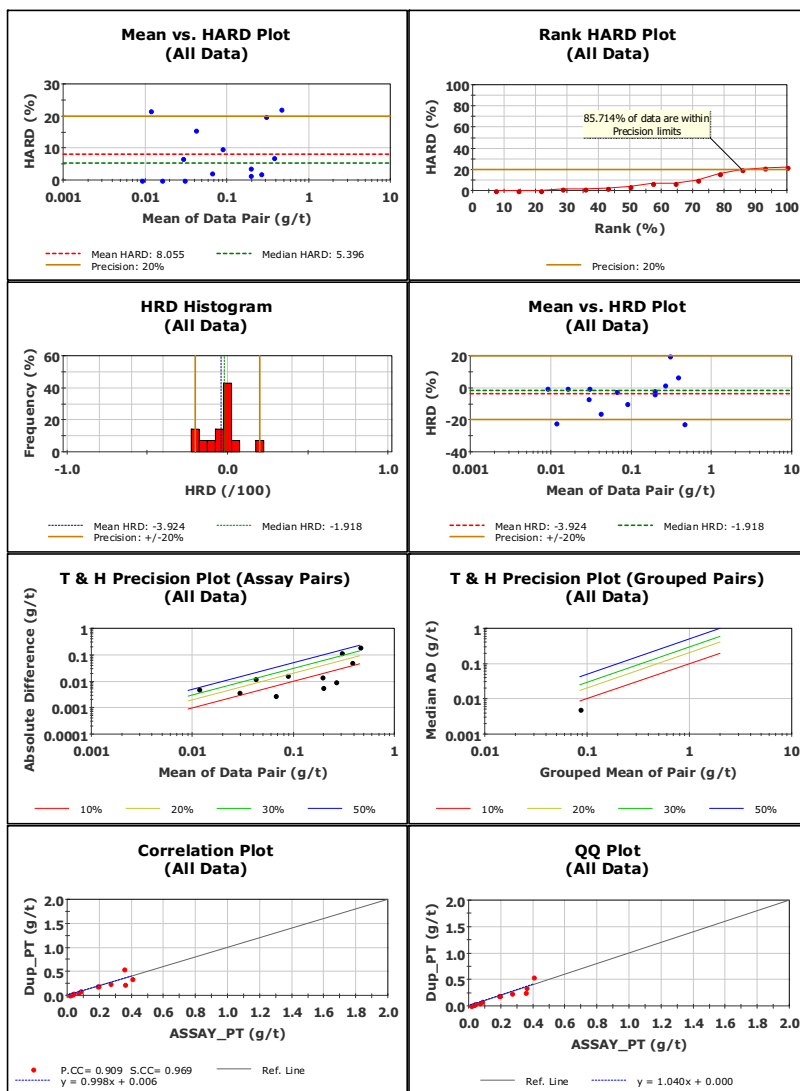 Mean vs. HARD Plot
(All Data)
HARD (%)
30
20
10
0
0.001 0.01 0.1 1 10
Mean of Data Pair (g/t)
Mean HARD: 8.055 Median HARD: 5.396
Precision: 20%
Rank HARD Plot
(All Data)
HARD (%)
100
80
60
40
20
0
85.714% of data are within
Precision limits
0 10 20 30 40 50 60 70 80 90 100
Rank (%)
Precision: 20%
HRD Histogram
(All Data)
Frequency (%)
60
40
20
0
-1.0 0.0 1.0
HRD (/100)
Mean HRD: -3.924 Median HRD: -1.918
Precision: +/-20%
Mean vs. HRD Plot
(All Data)
HRD (%)
20
0
-20
-40
0.001 0.01 0.1 1 10
Mean of Data Pair (g/t)
Mean HRD: -3.924 Median HRD: -1.918
Precision: +/-20%
T & H Precision Plot (Assay Pairs)
(All Data)
Absolute Difference (g/t)
1
0.1
0.01
0.001
0.0001
0.001 0.01 0.1 1
Mean of Data Pair (g/t)
10% 20% 30% 50%
T & H Precision Plot (Grouped Pairs)
(All Data)
Median AD (g/t)
1
0.1
0.01
0.001
0.01 0.1 1 10
Grouped Mean of Pair (g/t)
10% 20% 30% 50%
Correlation Plot
(All Data)
Dup_PT (g/t)
2.0
1.5
1.0
0.5
0.0
0.0 0.2 0.4 0.6 0.8 1.0 1.2 1.4 1.6 1.8 2.0
ASSAY_PT (g/t)
P.CC= 0.909 S.CC= 0.969 Ref. Line
y = 0.998x + 0.006
QQ Plot
(All Data)
Dup_PT (g/t)
2.0
1.5
1.0
0.5
0.0
0.0 0.2 0.4 0.6 0.8 1.0 1.2 1.4 1.6 1.8 2.0
ASSAY_PT (g/t)
Ref. Line y = 1.040x + 0.000